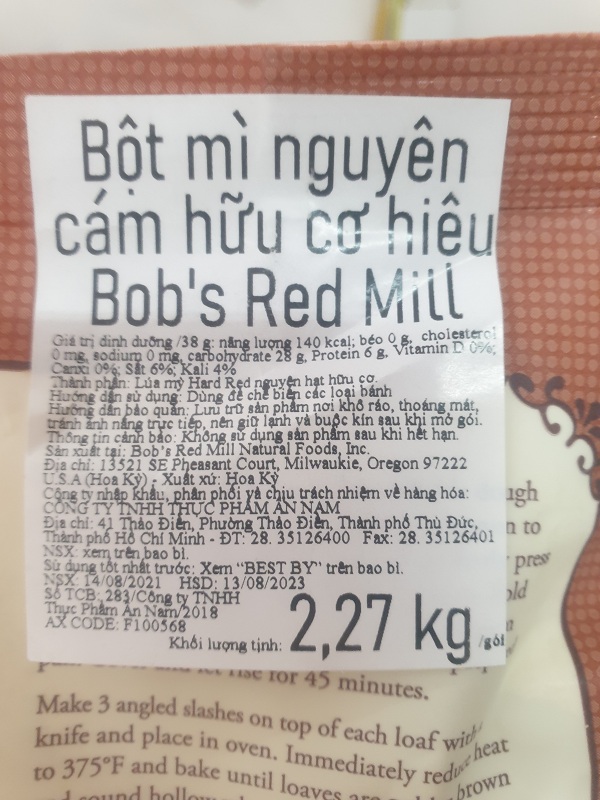 Bột mì nguyên
cám hữu cơ hiệu
Bob's Red Mill
Giá trị dinh dưỡng /38 g: năng lượng 140 kcal; béo 0 g, cholesterol
0 mg, sodium 0 mg, carbohydrate 28 g, Protein 6 g, Vitamin D 0%;
Canxi 0%; Sắt 6%; Kali 4%
Thành phần: Lúa mỳ Hard Red nguyên hạt hữu cơ.
Hướng dẫn sử dụng: Dùng để chế biến các loại bánh
Hướng dẫn bảo quản: Lưu trữ sản phẩm nơi khô ráo, thoáng mát,
tránh ánh nắng trực tiếp, nên giữ lạnh và buộc kín sau khi mở gói.
Thông tin cảnh báo: Không sử dụng sản phẩm sau khi hết hạn.
Sản xuất tại: Bob's Red Mill Natural Foods, Inc.
Địa chỉ: 13521 SE Pheasant Court, Milwaukie, Oregon 97222
U.S.A (Hoa Kỳ) - Xuất xứ: Hoa Kỳ
Công ty nhập khẩu, phân phối và chịu trách nhiệm về hàng hóa:
CÔNG TY TNHH THỰC PHẨM AN NAM
Địa chỉ: 41 Thảo Điền, Phường Thảo Điền, Thành phố Thủ Đức,
Thành phố Hồ Chí Minh - ĐT: 28. 35126400 Fax: 28. 35126401
NSX: xem trên bao bì.
Sử dụng tốt nhất trước: Xem "BEST BY" trên bao bì.
NSX: 14/08/2021 HSD: 13/08/2023
Số TCB: 283/Công ty TNHH
Thực Phẩm An Nam/2018
AX CODE: F100568
Khối lượng tịnh: 2,27 kg /gói
ugh
n to
press
old
rise for 45 minutes.
Make 3 angled slashes on top of each loaf with
knife and place in oven. Immediately reduce heat
to 375°F and bake until loaves are brown
sound